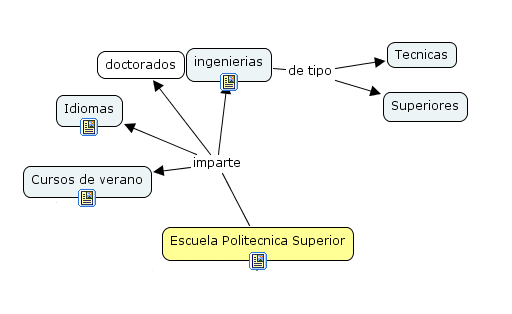 Tecnicas
doctorados
ingenierias
de tipo
Superiores
Idiomas
imparte
Cursos de verano
Escuela Politecnica Superior